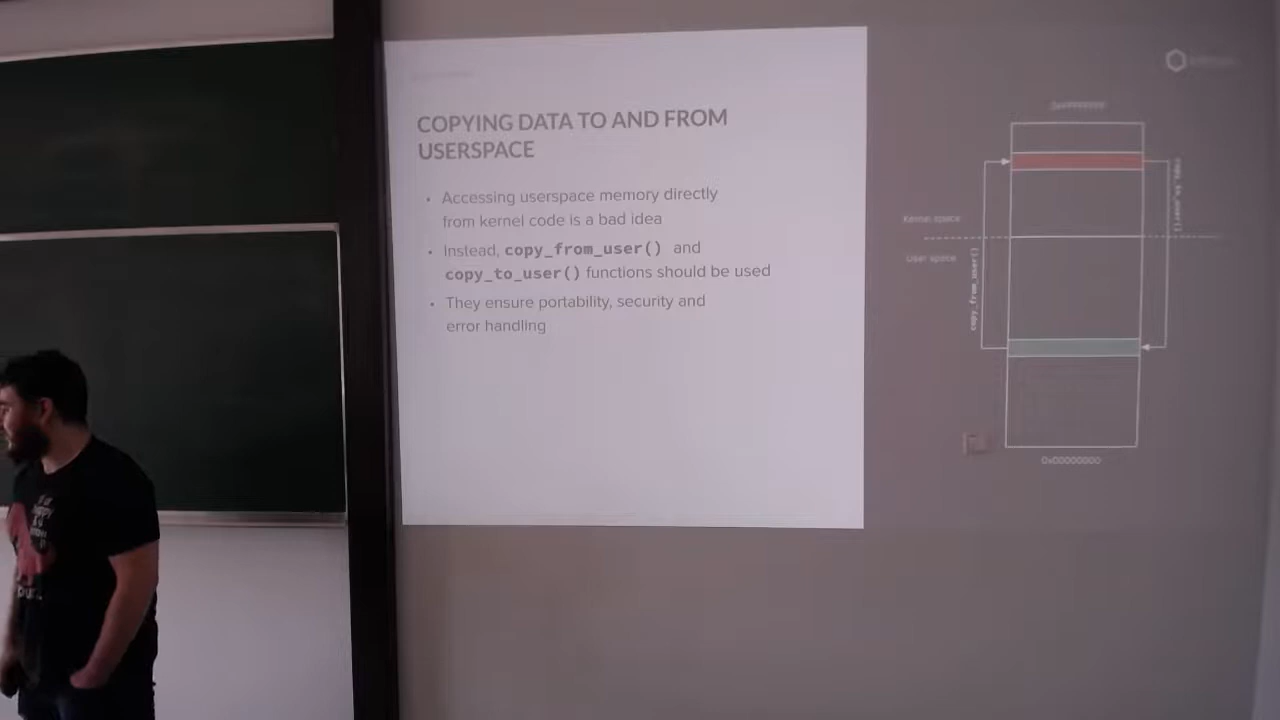 COPYING DATA TO AND FROM
USERSPACE
• Accessing userspace memory directly
from kernel code is a bad idea
• Instead, copy_from_user() and
copy_to_user() functions should be used
• They ensure portability, security and
error handling
Kernel space
User space
copy_from_user()
copy_to_user()
0x00000000